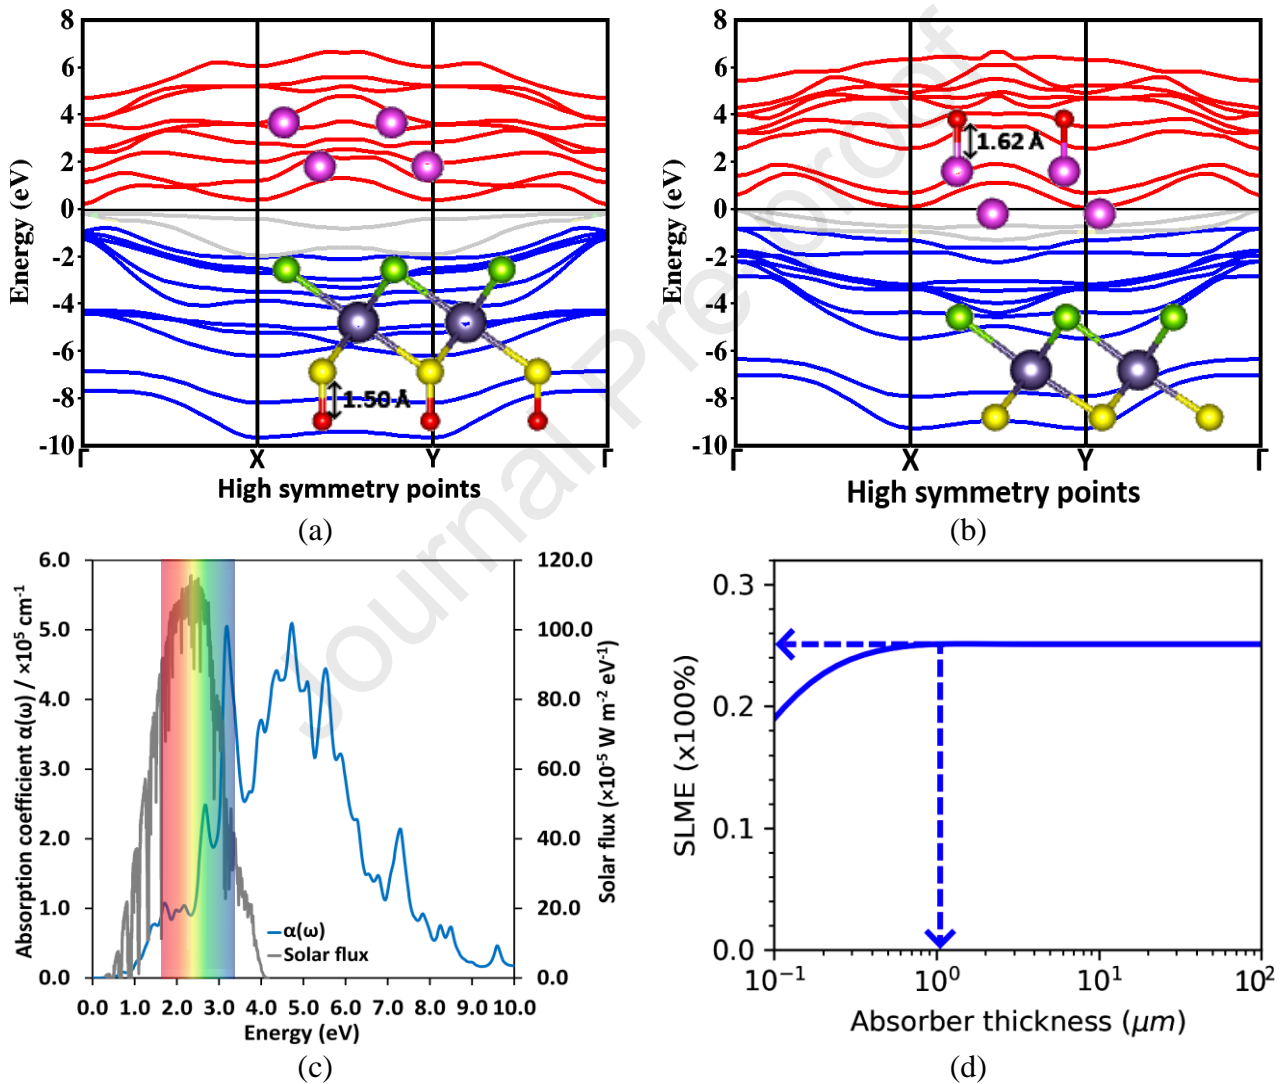 8
6
4
2
0
-2
-4
-6
-8
-10
Energy (eV)
1.50 Å
Γ X Y Γ
High symmetry points
(a)
8
6
4
2
0
-2
-4
-6
-8
-10
Energy (eV)
1.62 Å
Γ X Y Γ
High symmetry points
(b)
6.0
5.0
4.0
3.0
2.0
1.0
0.0
Absorption coefficient α(ω) / ×10⁵ cm⁻¹
120.0
100.0
80.0
60.0
40.0
20.0
0.0
Solar flux (×10⁻⁵ W m⁻² eV⁻¹)
α(ω)
Solar flux
0.0 1.0 2.0 3.0 4.0 5.0 6.0 7.0 8.0 9.0 10.0
Energy (eV)
(c)
0.3
0.2
0.1
0.0
SLME (x100%)
10⁻¹ 10⁰ 10¹ 10²
Absorber thickness (μm)
(d)
Journal Pre-proof